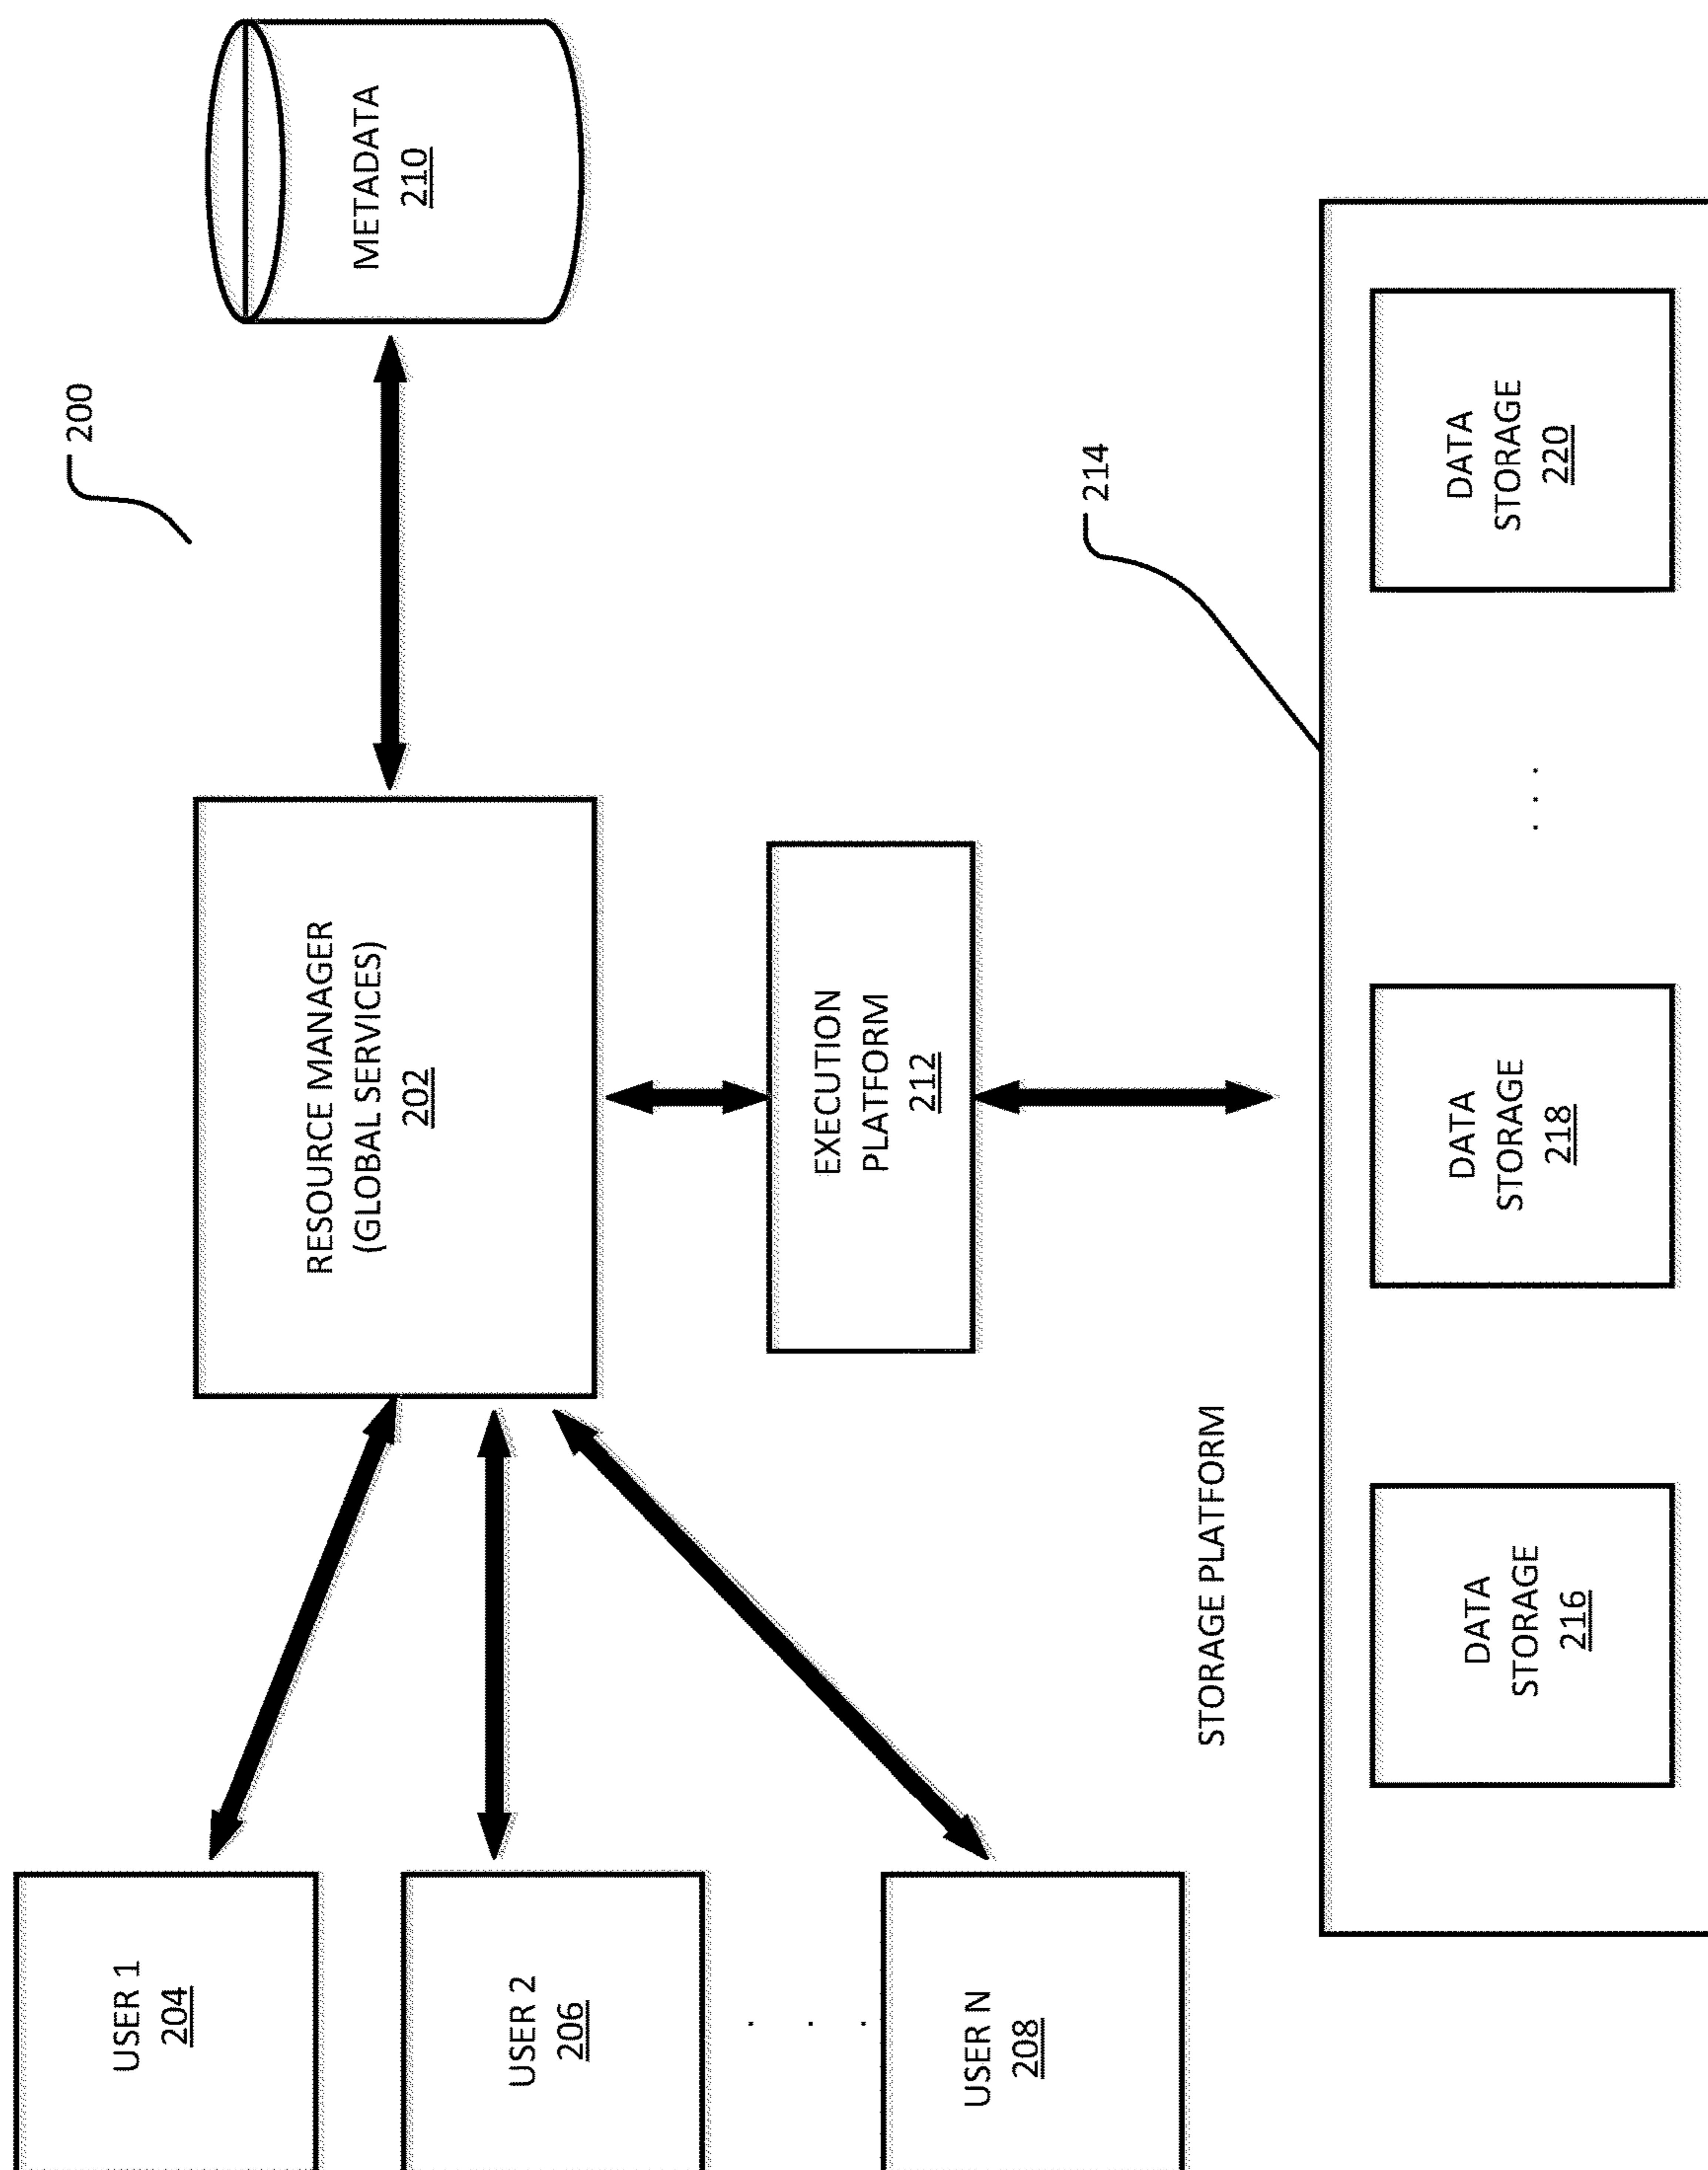 200
USER 1
204
USER 2
206
. . .
USER N
208
RESOURCE MANAGER
(GLOBAL SERVICES)
202
METADATA
210
EXECUTION
PLATFORM
212
STORAGE PLATFORM
214
DATA
STORAGE
216
DATA
STORAGE
218
. . .
DATA
STORAGE
220